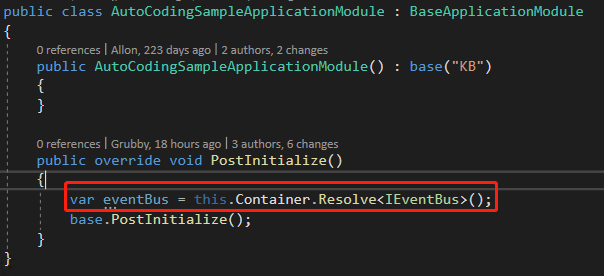 public class AutoCodingSampleApplicationModule : BaseApplicationModule
{
0 references | Allon, 223 days ago | 2 authors, 2 changes
public AutoCodingSampleApplicationModule() : base("KB")
{
}
0 references | Grubby, 18 hours ago | 3 authors, 6 changes
public override void PostInitialize()
{
var eventBus = this.Container.Resolve<IEventBus>();
base.PostInitialize();
}
}